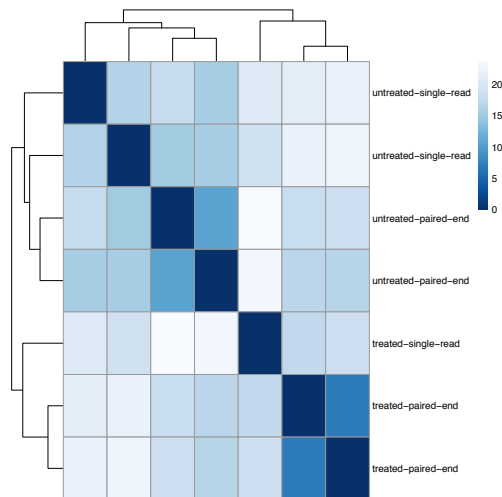 untreated−single−read
untreated−single−read
untreated−paired−end
untreated−paired−end
treated−single−read
treated−paired−end
treated−paired−end
20
15
10
5
0